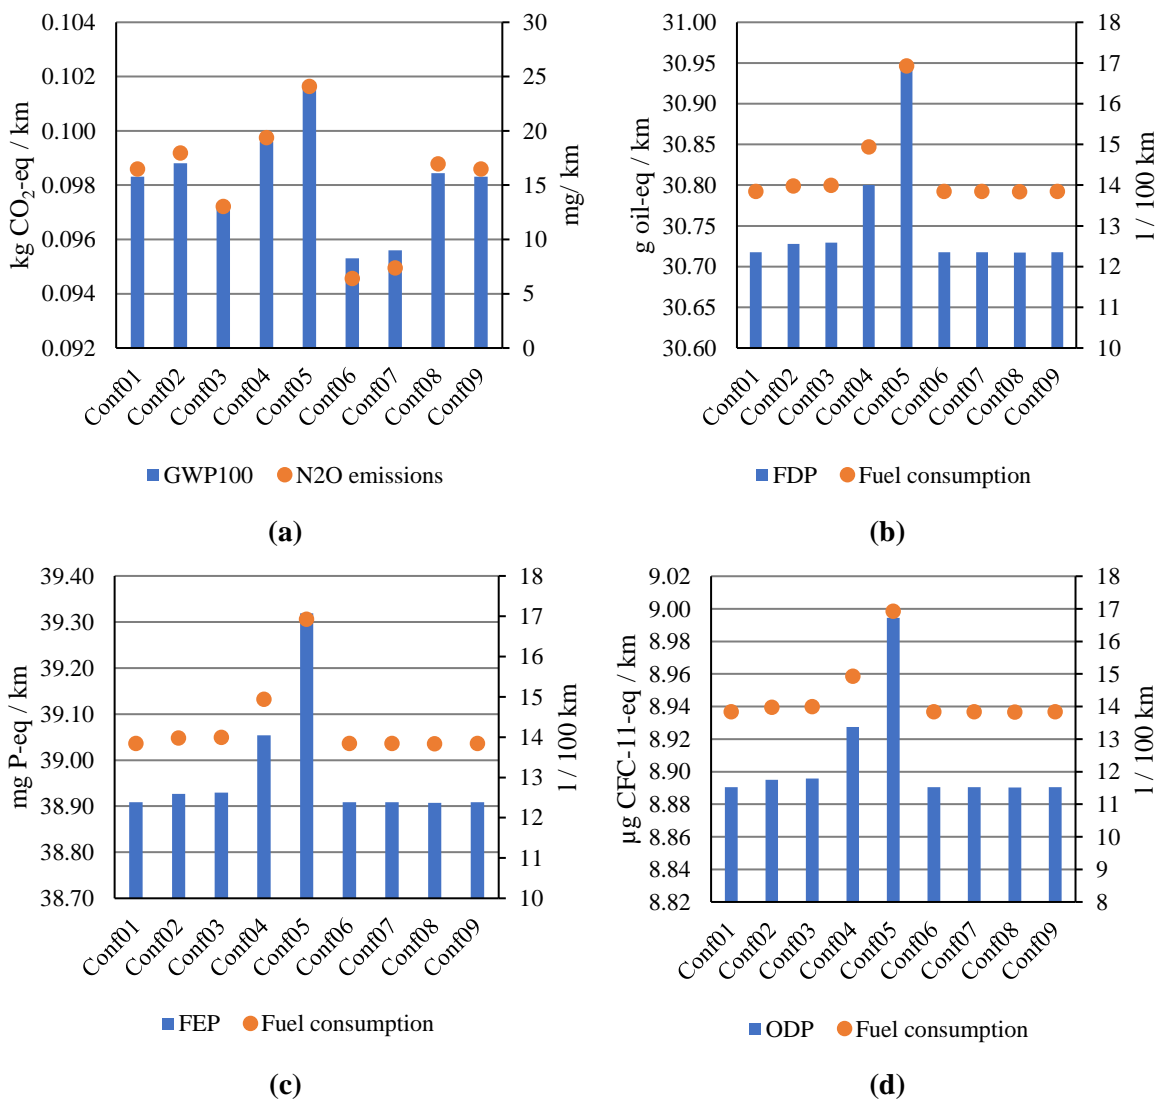 kg CO₂-eq / km
0.104
0.102
0.100
0.098
0.096
0.094
0.092
30
25
20
15
10
5
0
mg/ km
Conf01
Conf02
Conf03
Conf04
Conf05
Conf06
Conf07
Conf08
Conf09
GWP100 N2O emissions
(a)
g oil-eq / km
31.00
30.95
30.90
30.85
30.80
30.75
30.70
30.65
30.60
18
17
16
15
14
13
12
11
10
l / 100 km
Conf01
Conf02
Conf03
Conf04
Conf05
Conf06
Conf07
Conf08
Conf09
FDP Fuel consumption
(b)
mg P-eq / km
39.40
39.30
39.20
39.10
39.00
38.90
38.80
38.70
18
17
16
15
14
13
12
11
10
l / 100 km
Conf01
Conf02
Conf03
Conf04
Conf05
Conf06
Conf07
Conf08
Conf09
FEP Fuel consumption
(c)
µg CFC-11-eq / km
9.02
9.00
8.98
8.96
8.94
8.92
8.90
8.88
8.86
8.84
8.82
18
17
16
15
14
13
12
11
10
9
8
l / 100 km
Conf01
Conf02
Conf03
Conf04
Conf05
Conf06
Conf07
Conf08
Conf09
ODP Fuel consumption
(d)